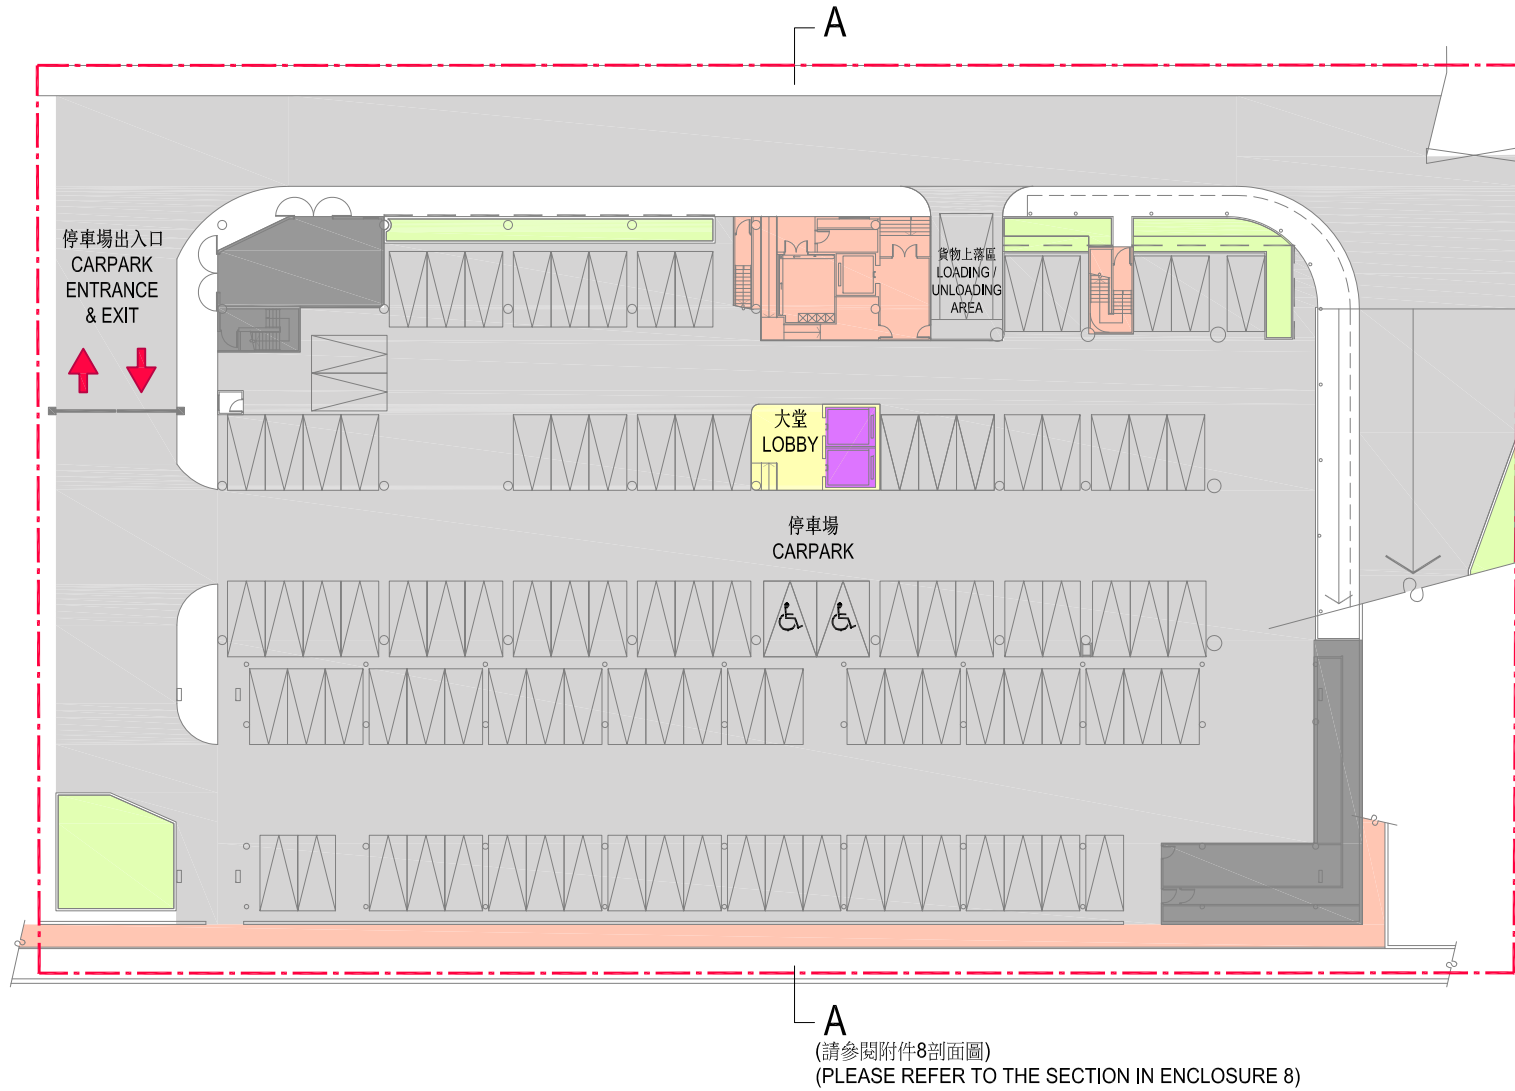 A
停車場出入口
CARPARK
ENTRANCE
& EXIT
貨物上落區
LOADING /
UNLOADING
AREA
大堂
LOBBY
停車場
CARPARK
A
(請參閱附件8剖面圖)
(PLEASE REFER TO THE SECTION IN ENCLOSURE 8)